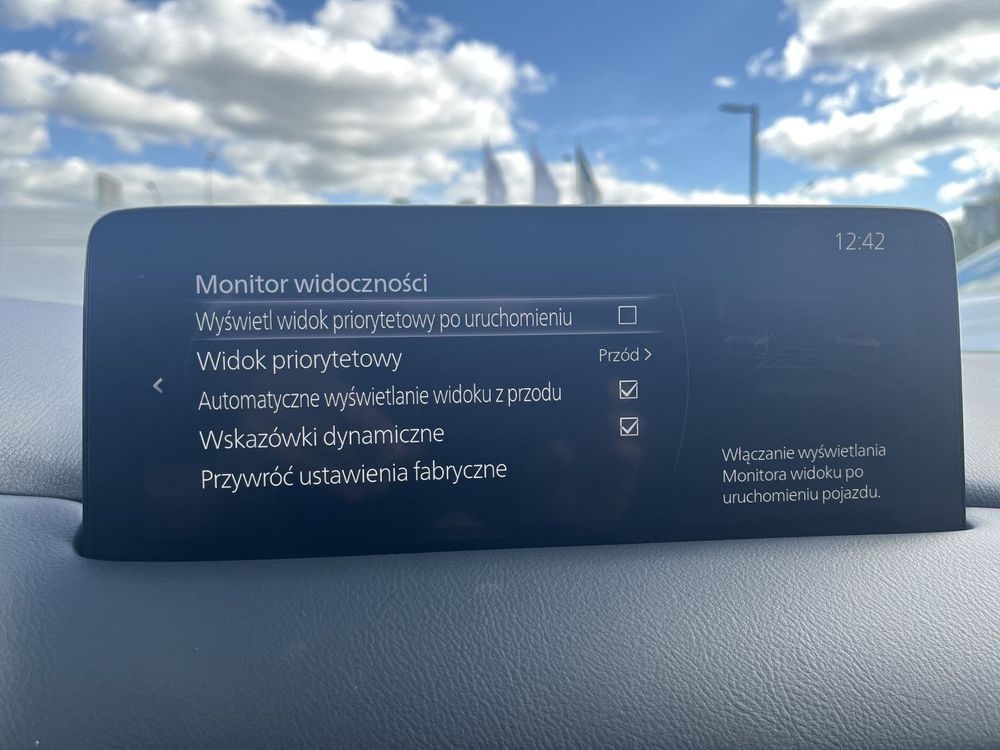 12:42
Monitor widoczności
Wyświetl widok priorytetowy po uruchomieniu
Widok priorytetowy Przód >
Automatyczne wyświetlanie widoku z przodu
Wskazówki dynamiczne
Przywróć ustawienia fabryczne
Włączanie wyświetlania
Monitora widoku po
uruchomieniu pojazdu.